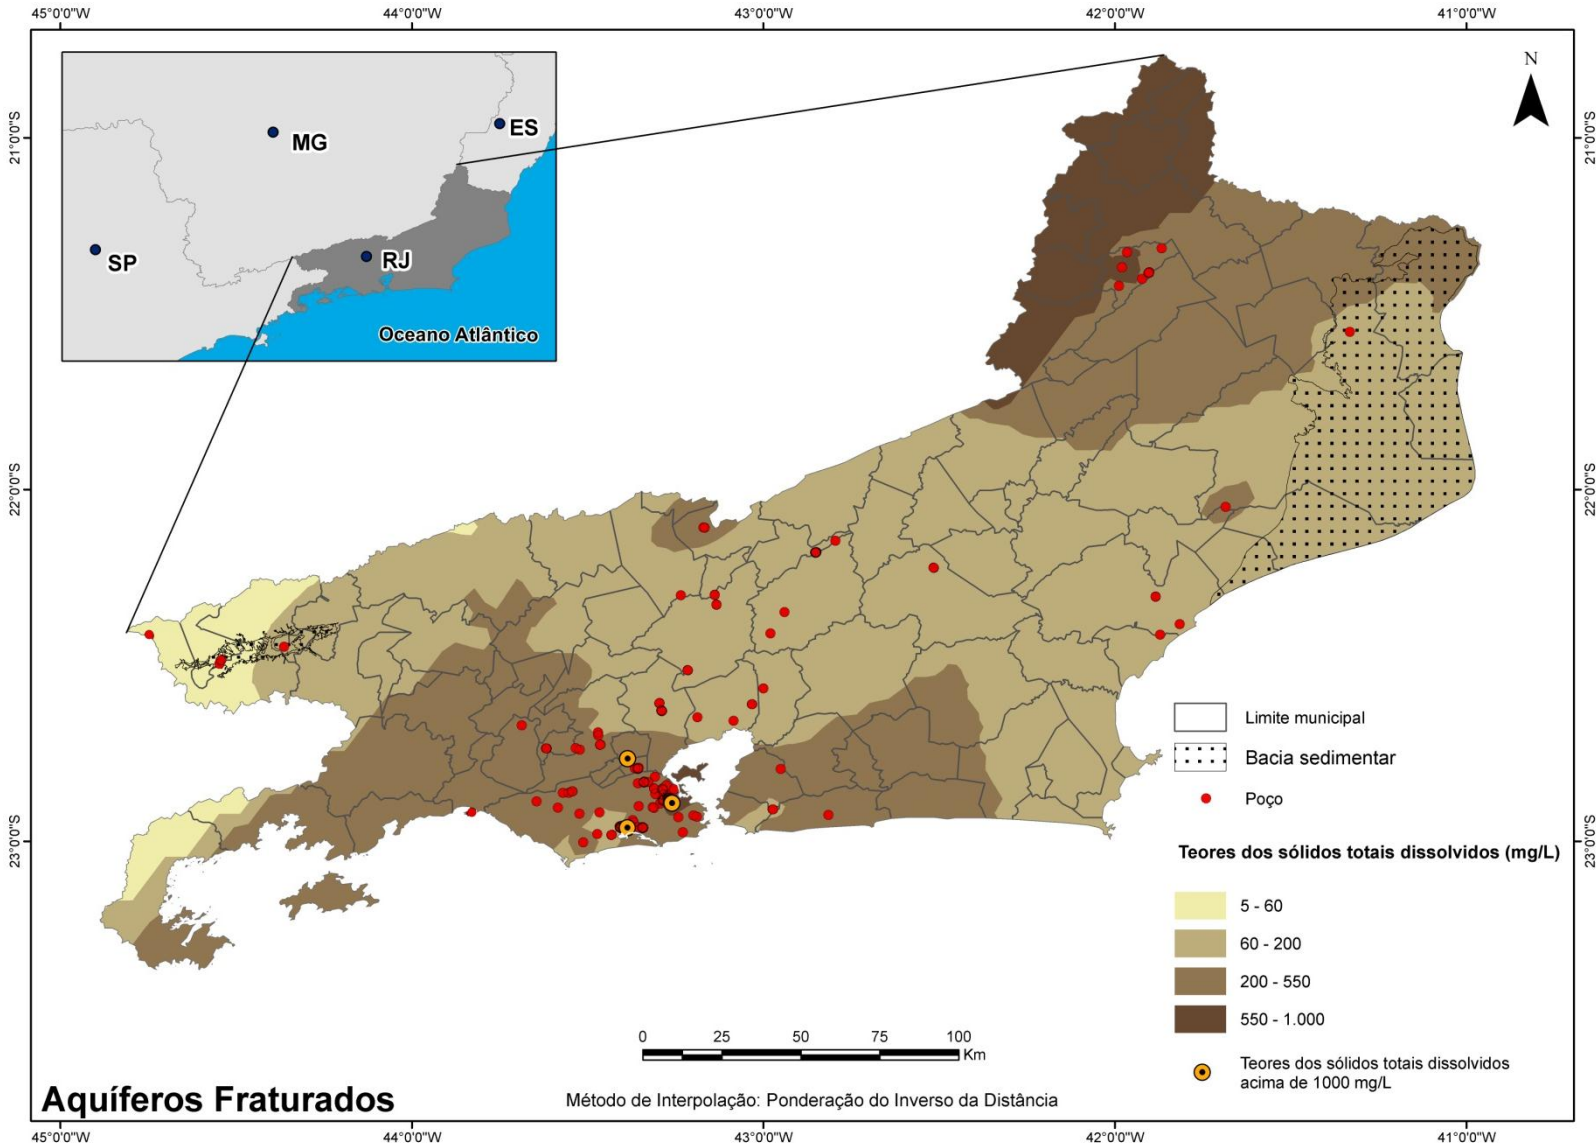 45°0'0"W 44°0'0"W 43°0'0"W 42°0'0"W 41°0'0"W
N
21°0'0"S 21°0'0"S
MG
ES
SP
RJ
Oceano Atlântico
22°0'0"S 22°0'0"S
23°0'0"S 23°0'0"S
Limite municipal
Bacia sedimentar
Poço
Teores dos sólidos totais dissolvidos (mg/L)
5 - 60
60 - 200
200 - 550
550 - 1.000
Teores dos sólidos totais dissolvidos
acima de 1000 mg/L
0 25 50 75 100
Km
Aquíferos Fraturados
Método de Interpolação: Ponderação do Inverso da Distância
45°0'0"W 44°0'0"W 43°0'0"W 42°0'0"W 41°0'0"W